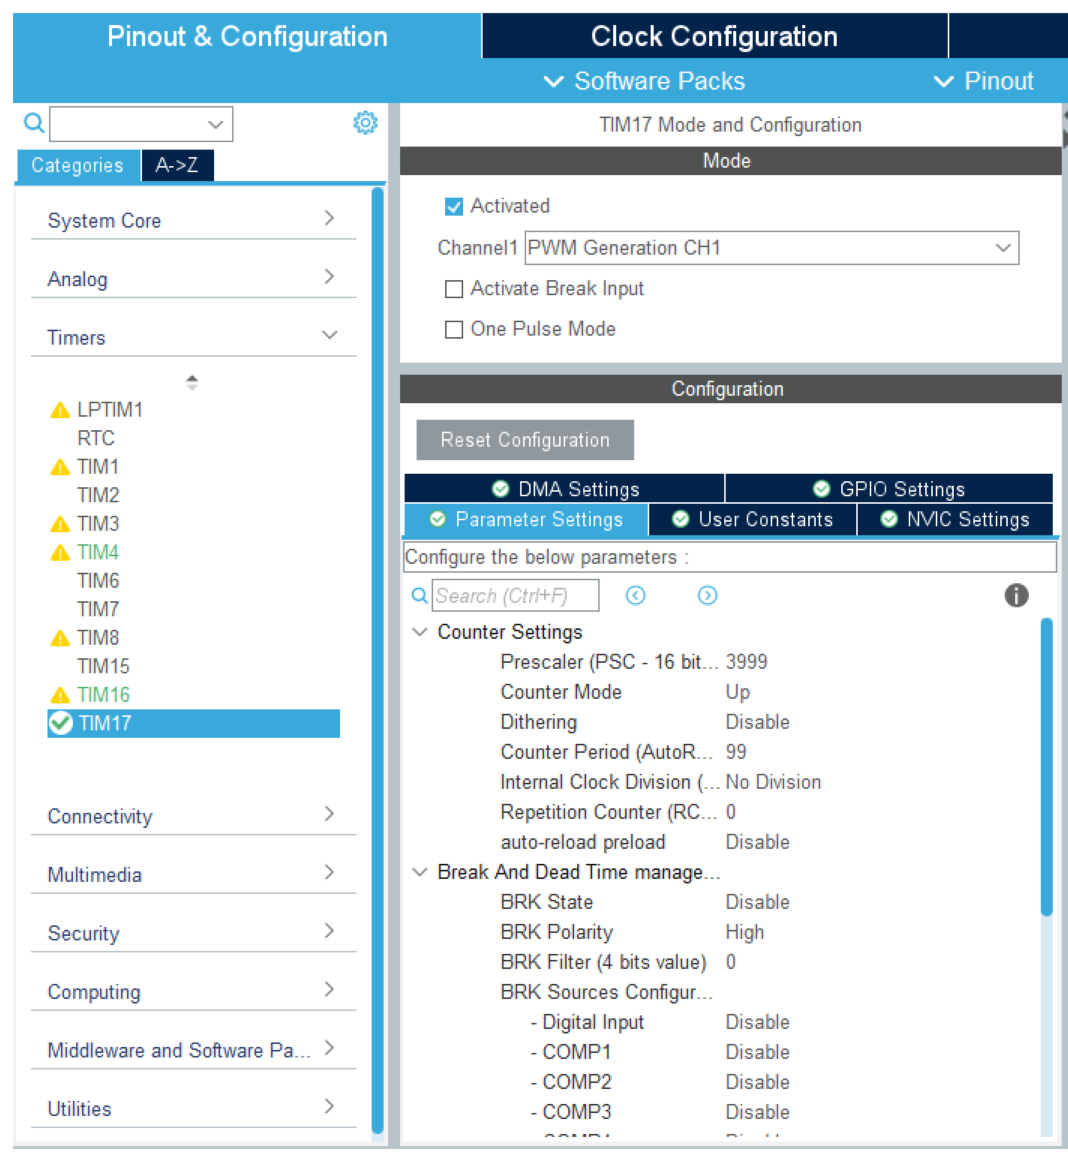 Pinout & Configuration
Clock Configuration
Software Packs
Pinout
Categories
A->Z
System Core
Analog
Timers
LPTIM1
RTC
TIM1
TIM2
TIM3
TIM4
TIM6
TIM7
TIM8
TIM15
TIM16
TIM17
Connectivity
Multimedia
Security
Computing
Middleware and Software Pa...
Utilities
TIM17 Mode and Configuration
Mode
Activated
Channel1 PWM Generation CH1
Activate Break Input
One Pulse Mode
Configuration
Reset Configuration
DMA Settings
GPIO Settings
Parameter Settings
User Constants
NVIC Settings
Configure the below parameters :
Search (Ctrl+F)
Counter Settings
Prescaler (PSC - 16 bit... 3999
Counter Mode Up
Dithering Disable
Counter Period (AutoR... 99
Internal Clock Division (... No Division
Repetition Counter (RC... 0
auto-reload preload Disable
Break And Dead Time manage...
BRK State Disable
BRK Polarity High
BRK Filter (4 bits value) 0
BRK Sources Configur...
- Digital Input Disable
- COMP1 Disable
- COMP2 Disable
- COMP3 Disable